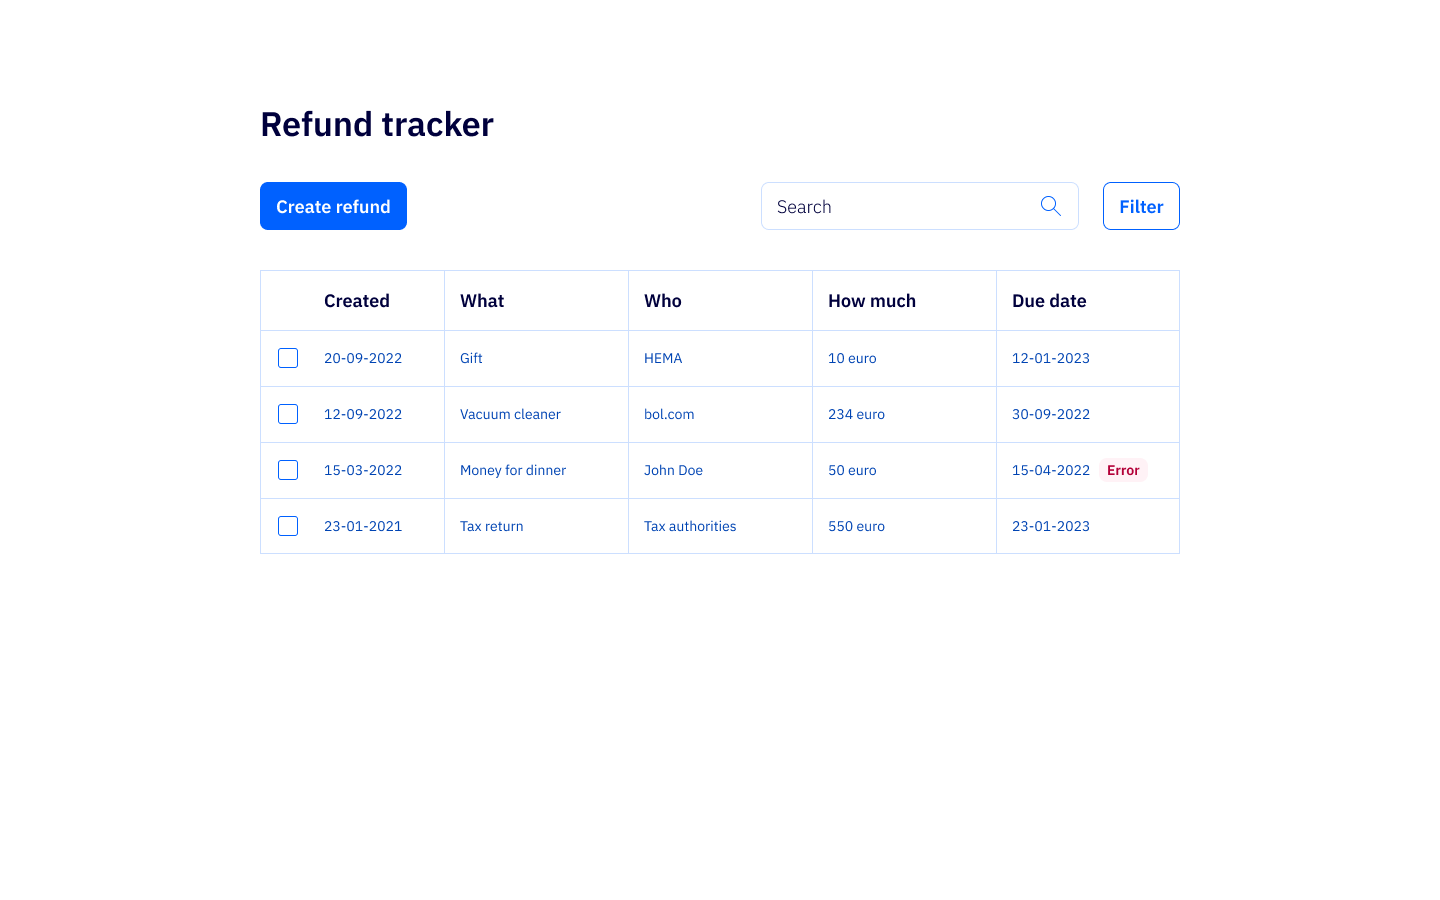 Refund tracker
Create refund
Search
Filter
Created What Who How much Due date
20-09-2022 Gift HEMA 10 euro 12-01-2023
12-09-2022 Vacuum cleaner bol.com 234 euro 30-09-2022
15-03-2022 Money for dinner John Doe 50 euro 15-04-2022 Error
23-01-2021 Tax return Tax authorities 550 euro 23-01-2023